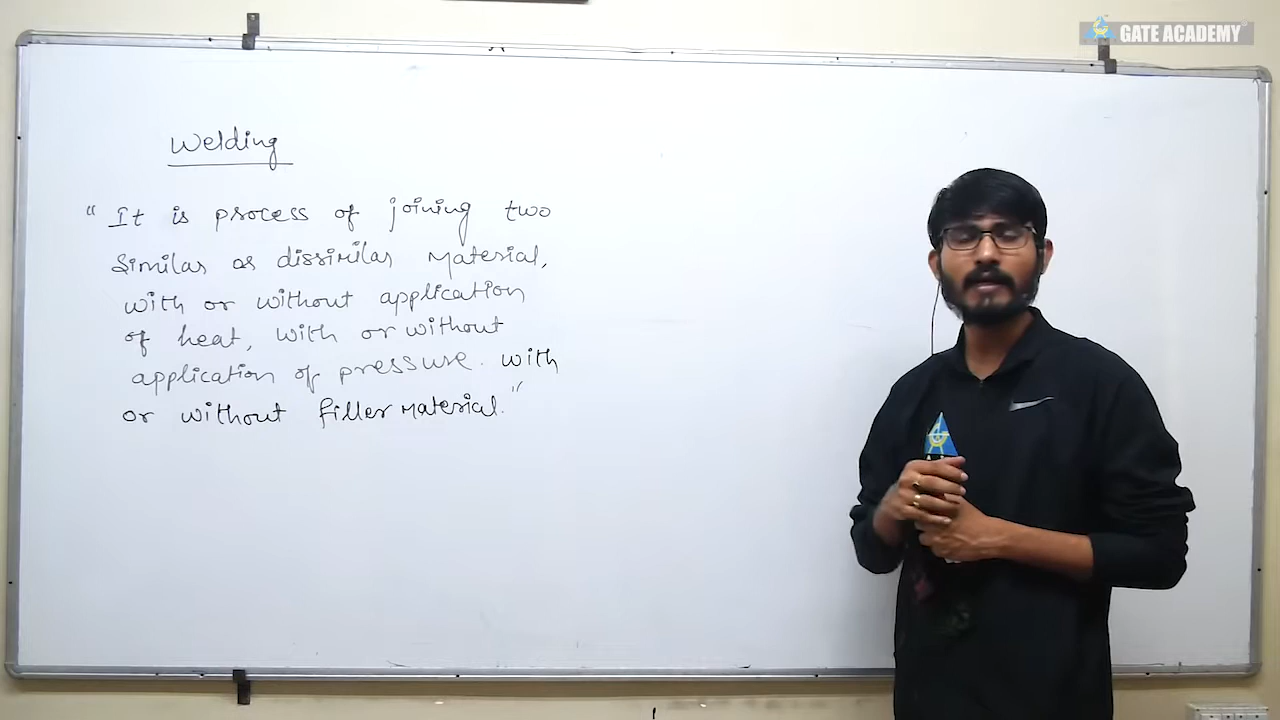 GATE ACADEMY
Welding
"It is process of joining two
similar or dissimilar material,
with or without application
of heat, with or without
application of pressure. with
or without filler material."